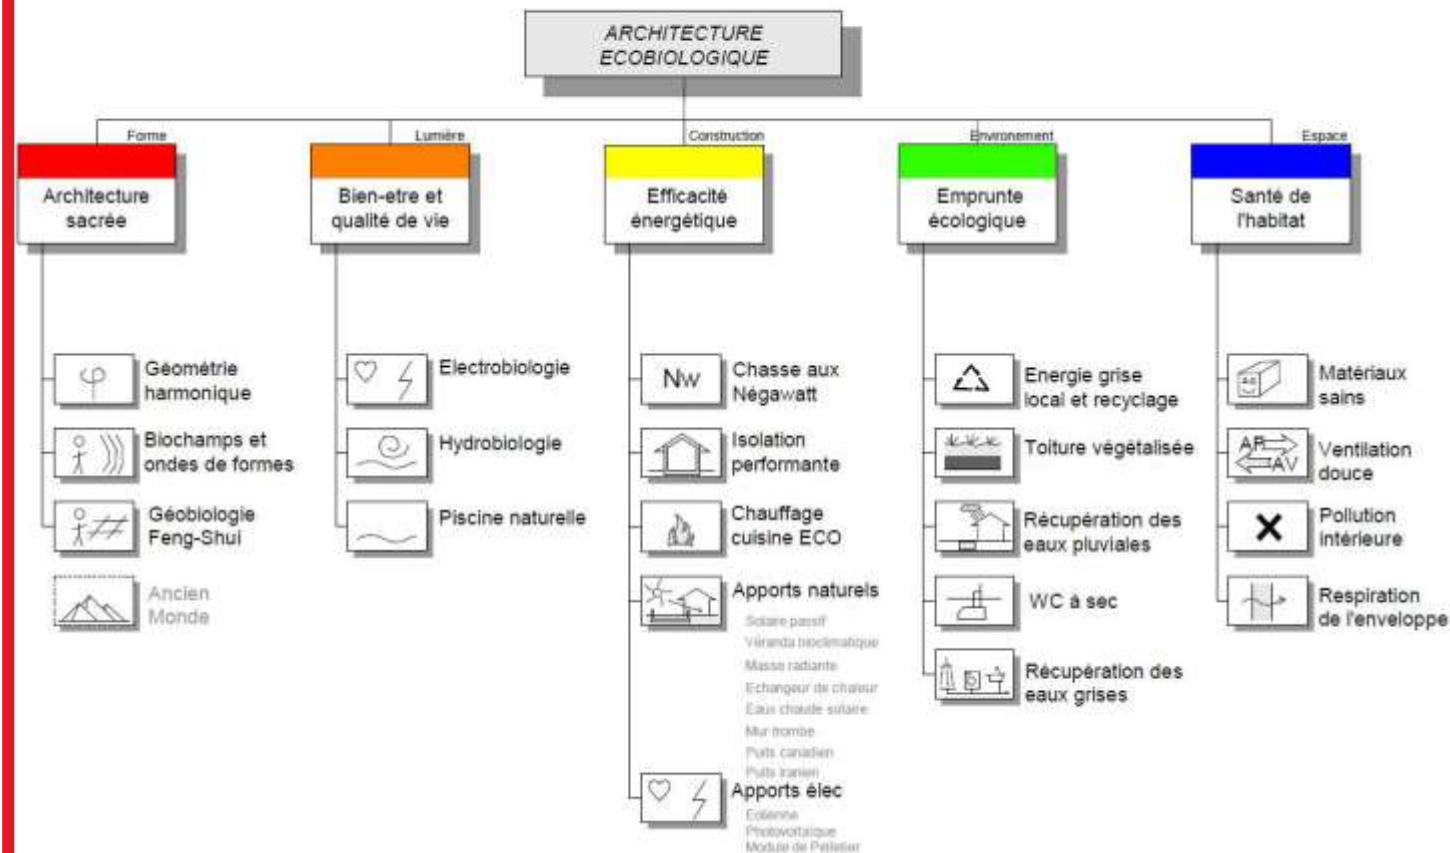 ARCHITECTURE
ECOBIOLOGIQUE
Forme
Architecture
sacrée
φ
Géométrie
harmonique
Biochamps et
ondes de formes
Géobiologie
Feng-Shui
Ancien
Monde
Lumière
Bien-etre et
qualité de vie
Electrobiologie
Hydrobiologie
Piscine naturelle
Construction
Efficacité
énergétique
Nw
Chasse aux
Négawatt
Isolation
performante
Chauffage
cuisine ECO
Apports naturels
Solaire passif
Véranda bioclimatique
Masse radiante
Echangeur de chaleur
Eaux chaude solaire
Mur trombe
Puits canadien
Puits iranien
Apports élec
Eolienne
Photovortaïque
Module de Pelletier
Environement
Emprunte
écologique
Energie grise
local et recyclage
Toiture végétalisée
Récupération des
eaux pluviales
WC à sec
Récupération des
eaux grises
Espace
Santé de
l'habitat
Matériaux
sains
AR
AV
Ventilation
douce
Pollution
intérieure
Respiration
de l'enveloppe